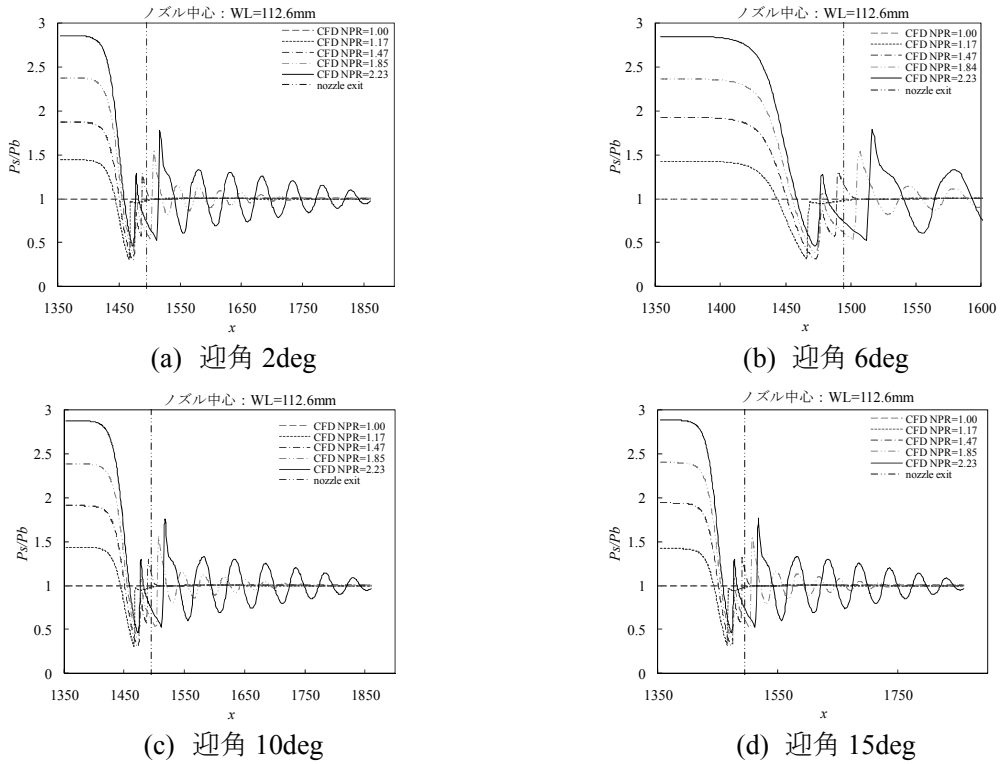 ノズル中心：WL=112.6mm
3
2.5
2
1.5
1
0.5
0
Ps/Pb
CFD NPR=1.00
CFD NPR=1.17
CFD NPR=1.47
CFD NPR=1.85
CFD NPR=2.23
nozzle exit
1350 1450 1550 1650 1750 1850
x
(a) 迎角 2deg
ノズル中心：WL=112.6mm
3
2.5
2
1.5
1
0.5
0
Ps/Pb
CFD NPR=1.00
CFD NPR=1.17
CFD NPR=1.47
CFD NPR=1.84
CFD NPR=2.23
nozzle exit
1350 1400 1450 1500 1550 1600
x
(b) 迎角 6deg
ノズル中心：WL=112.6mm
3
2.5
2
1.5
1
0.5
0
Ps/Pb
CFD NPR=1.00
CFD NPR=1.17
CFD NPR=1.47
CFD NPR=1.85
CFD NPR=2.23
nozzle exit
1350 1450 1550 1650 1750 1850
x
(c) 迎角 10deg
ノズル中心：WL=112.6mm
3
2.5
2
1.5
1
0.5
0
Ps/Pb
CFD NPR=1.00
CFD NPR=1.17
CFD NPR=1.47
CFD NPR=1.85
CFD NPR=2.23
nozzle exit
1350 1550 1750
x
(d) 迎角 15deg